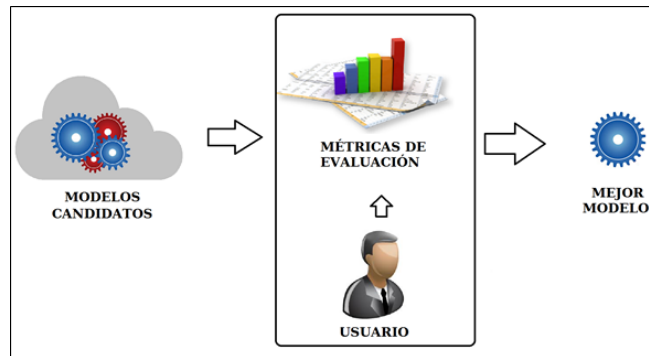 MODELOS
CANDIDATOS
MÉTRICAS DE
EVALUACIÓN
USUARIO
MEJOR
MODELO